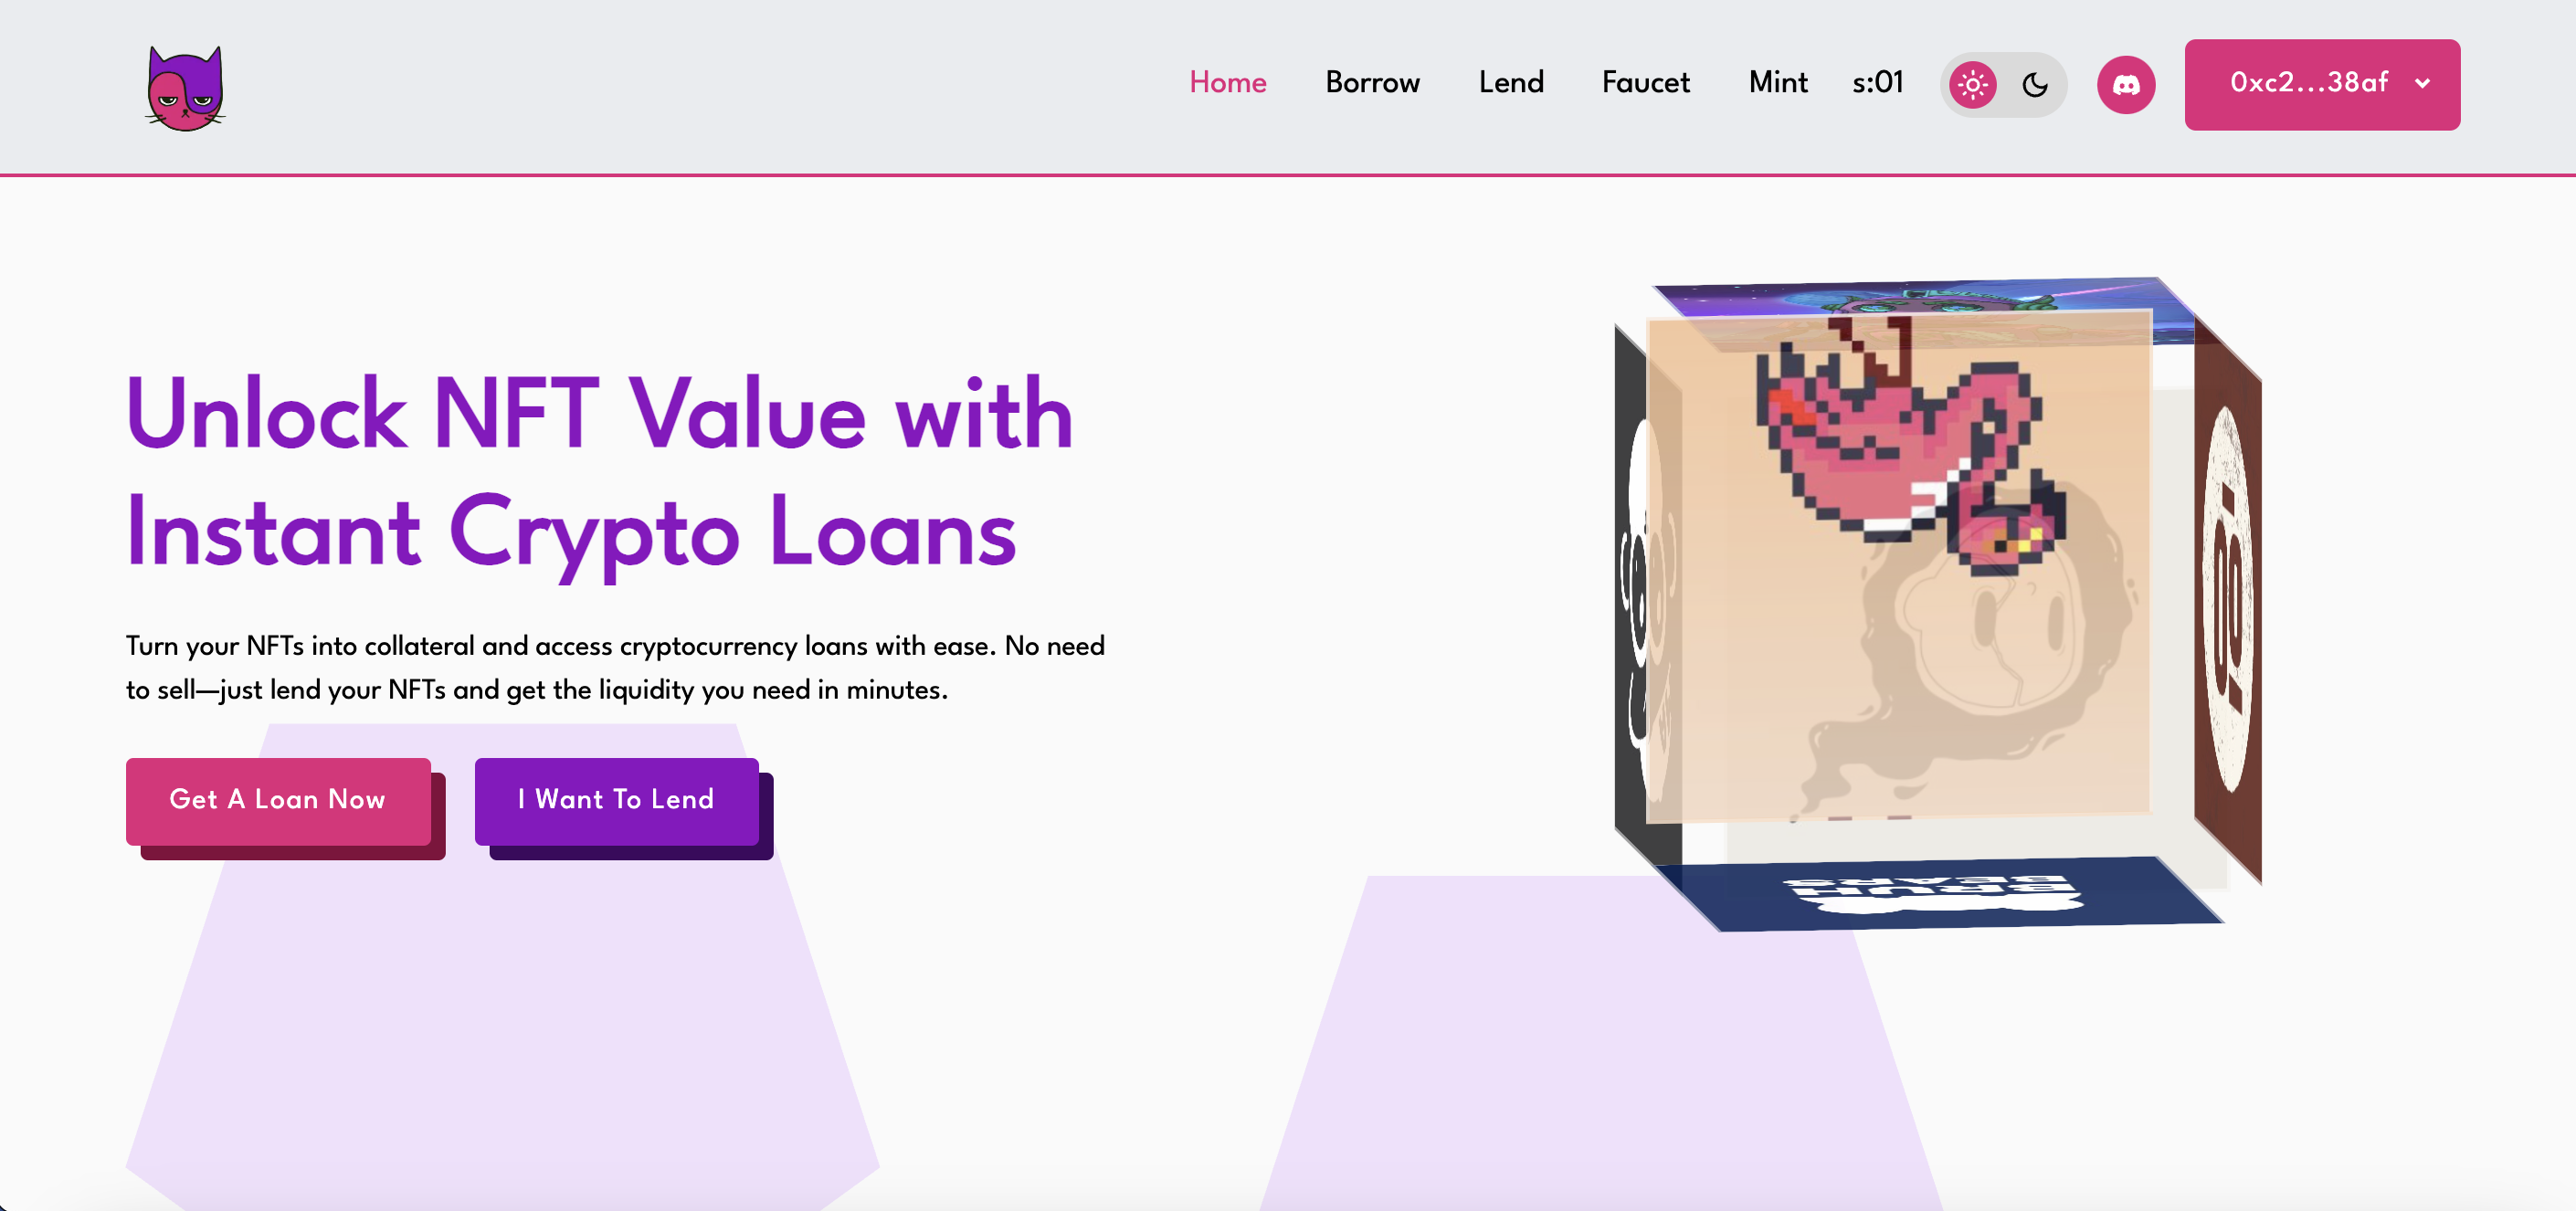 Home Borrow Lend Faucet Mint s:01 0xc2...38af
Unlock NFT Value with
Instant Crypto Loans
Turn your NFTs into collateral and access cryptocurrency loans with ease. No need
to sell—just lend your NFTs and get the liquidity you need in minutes.
Get A Loan Now I Want To Lend